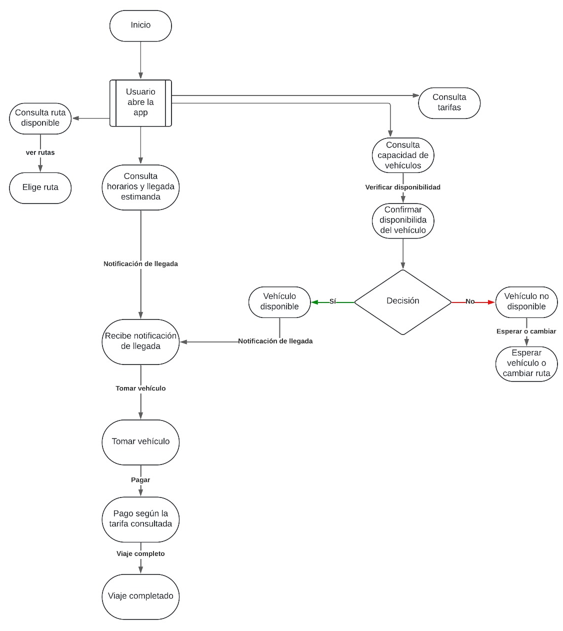 Inicio
Usuario
abre la
app
Consulta
tarifas
Consulta ruta
disponible
ver rutas
Elige ruta
Consulta
horarios y llegada
estimanda
Consulta
capacidad de
vehículos
Verificar disponibilidad
Confirmar
disponibilida
del vehículo
Notificación de llegada
Decisión
Sí
No
Vehículo
disponible
Vehículo no
disponible
Notificación de llegada
Esperar o cambiar
Esperar
vehículo o
cambiar ruta
Recibe notificación
de llegada
Tomar vehículo
Tomar vehículo
Pagar
Pago según la
tarifa consultada
Viaje completo
Viaje completado